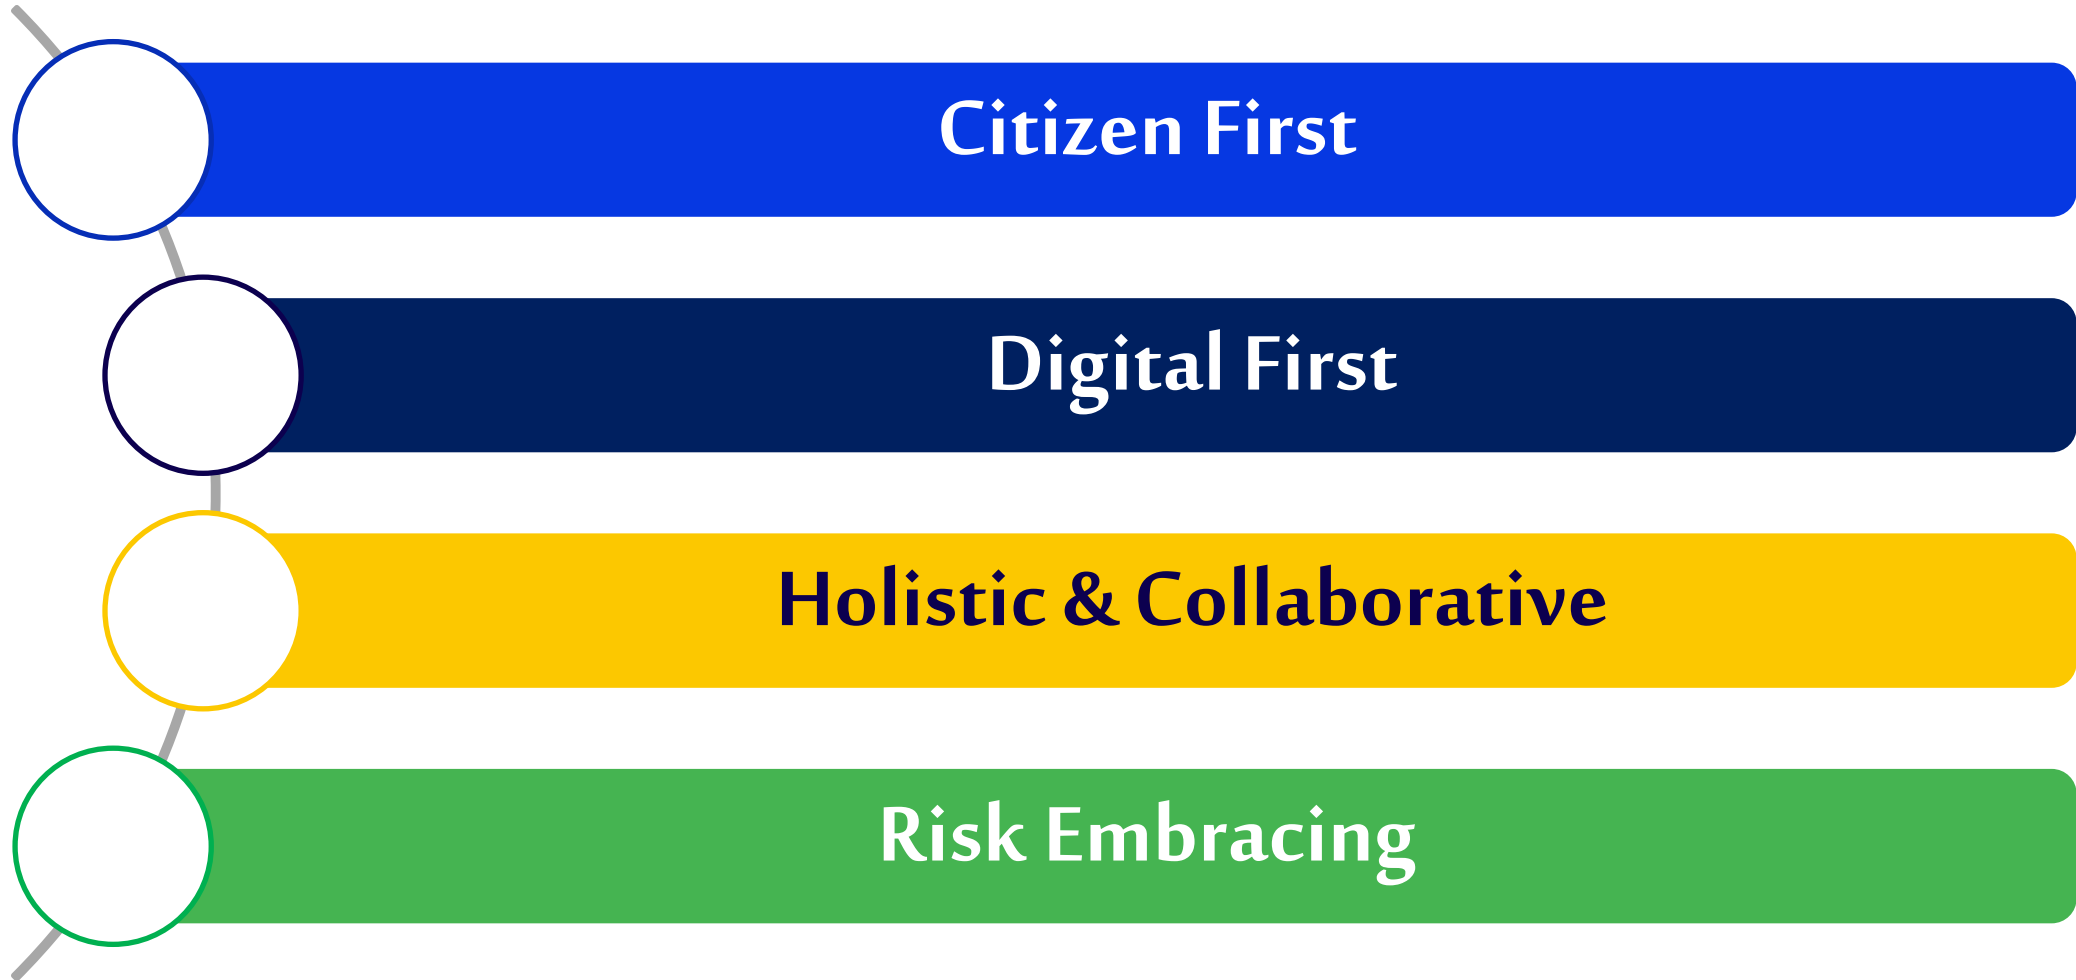 Citizen First
Digital First
Holistic & Collaborative
Risk Embracing